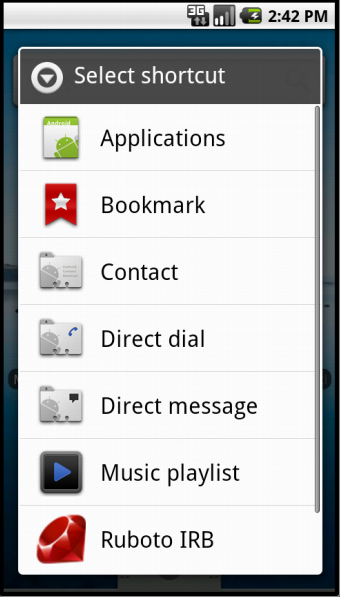 3G 2:42 PM
Select shortcut
Android
Applications
Bookmark
Contact
Direct dial
Direct message
Music playlist
Ruboto IRB